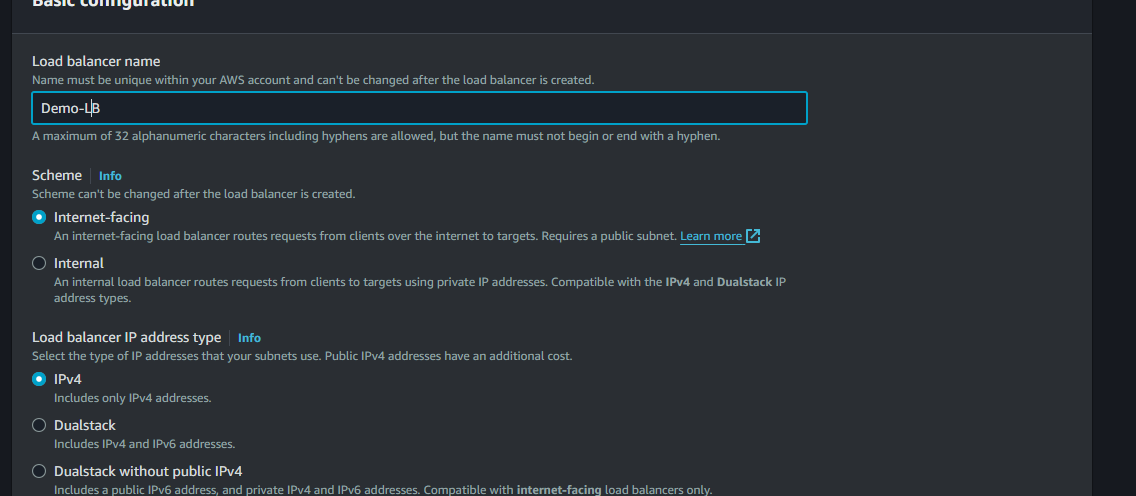 Basic configuration
Load balancer name
Name must be unique within your AWS account and can't be changed after the load balancer is created.
Demo-LB
A maximum of 32 alphanumeric characters including hyphens are allowed, but the name must not begin or end with a hyphen.
Scheme Info
Scheme can't be changed after the load balancer is created.
Internet-facing
An internet-facing load balancer routes requests from clients over the internet to targets. Requires a public subnet. Learn more
Internal
An internal load balancer routes requests from clients to targets using private IP addresses. Compatible with the IPv4 and Dualstack IP
address types.
Load balancer IP address type Info
Select the type of IP addresses that your subnets use. Public IPv4 addresses have an additional cost.
IPv4
Includes only IPv4 addresses.
Dualstack
Includes IPv4 and IPv6 addresses.
Dualstack without public IPv4
Includes a public IPv6 address, and private IPv4 and IPv6 addresses. Compatible with internet-facing load balancers only.